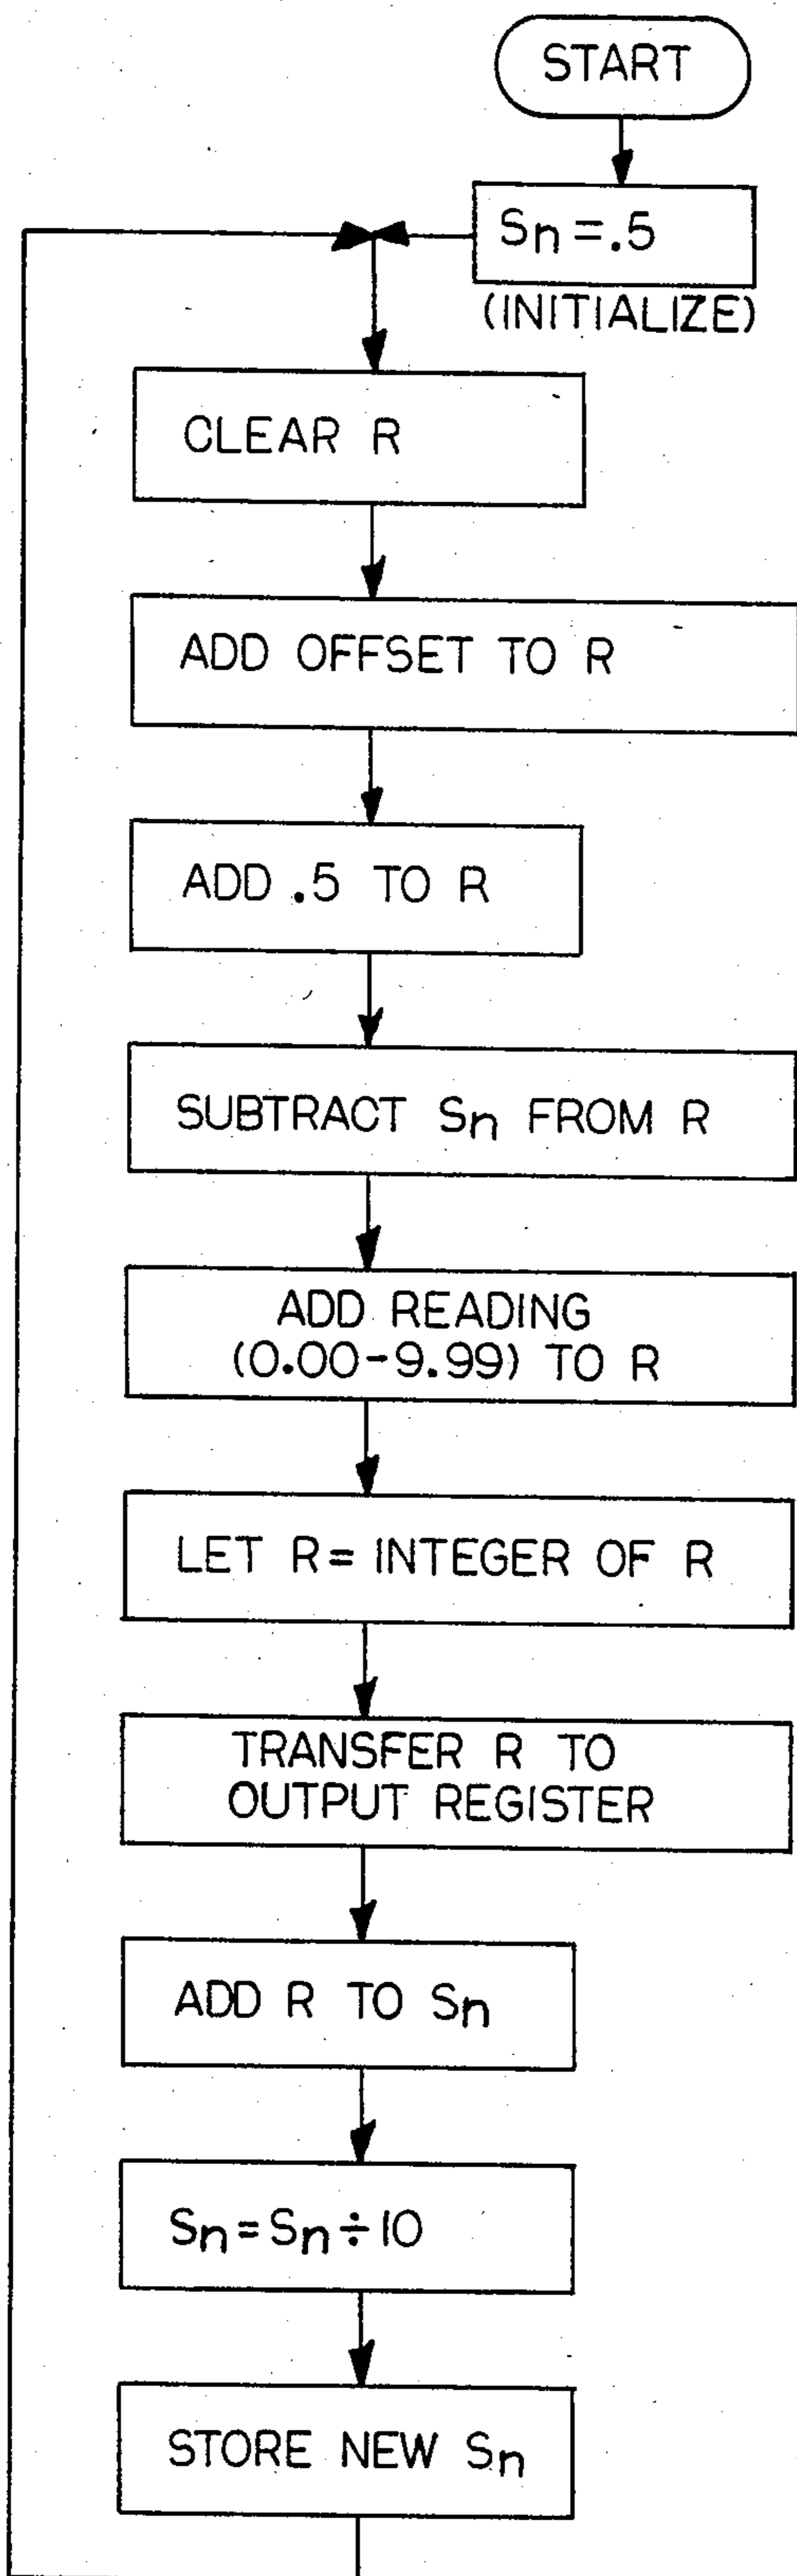 START
Sn = .5
(INITIALIZE)
CLEAR R
ADD OFFSET TO R
ADD .5 TO R
SUBTRACT Sn FROM R
ADD READING
(0.00-9.99) TO R
LET R = INTEGER OF R
TRANSFER R TO
OUTPUT REGISTER
ADD R TO Sn
Sn = Sn ÷ 10
STORE NEW Sn